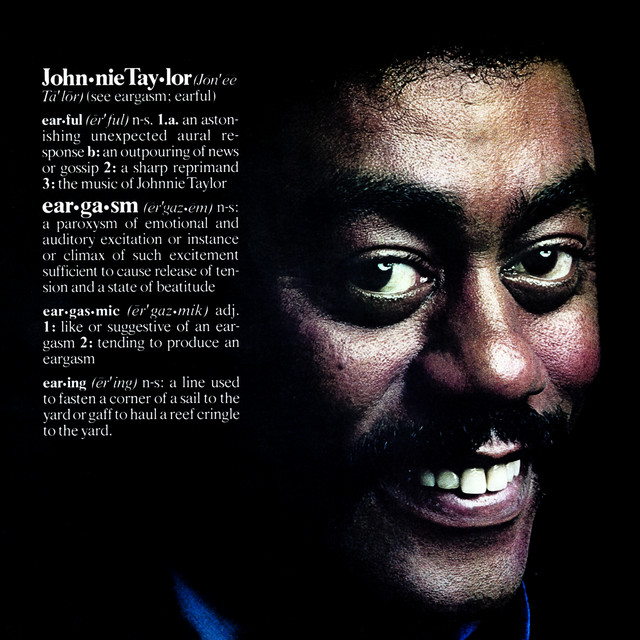 John•nie Tay•lor (Jon' ee
Ta' lōr) (see eargasm; earful)
ear•ful (ēr' ful) n-s. 1.a. an aston-
ishing unexpected aural re-
sponse b: an outpouring of news
or gossip 2: a sharp reprimand
3: the music of Johnnie Taylor
ear•ga•sm (ēr'gaz•em) n-s:
a paroxysm of emotional and
auditory excitation or instance
or climax of such excitement
sufficient to cause release of ten-
sion and a state of beatitude
ear•gas•mic (ēr' gaz•mik) adj.
1: like or suggestive of an ear-
gasm 2: tending to produce an
eargasm
ear•ing (ēr' ing) n-s: a line used
to fasten a corner of a sail to the
yard or gaff to haul a reef cringle
to the yard.